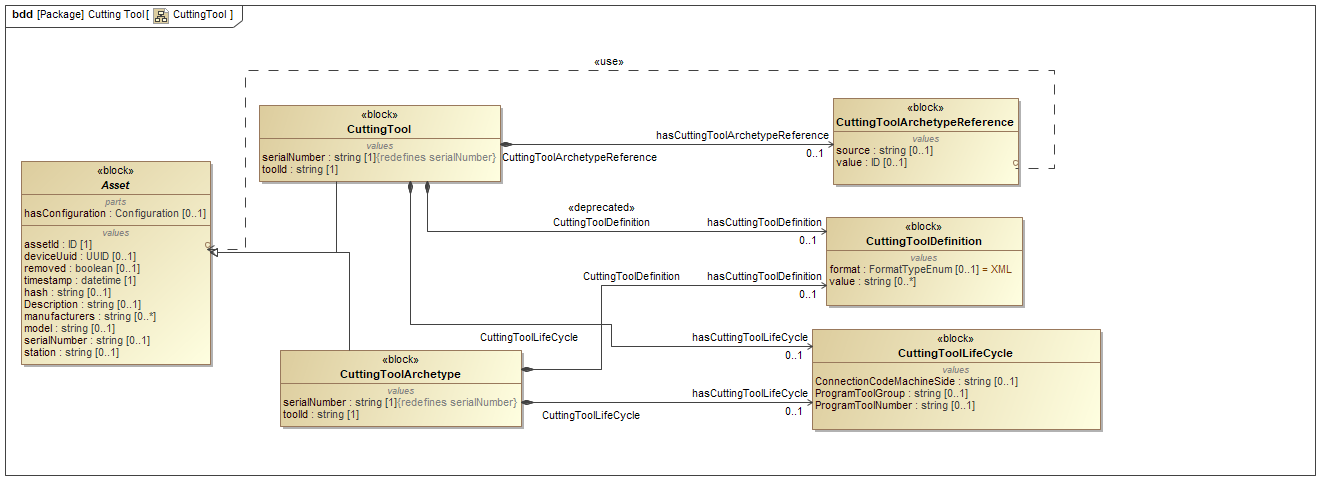 bdd [Package] Cutting Tool [ CuttingTool ]
«use»
«block»
CuttingTool
values
serialNumber : string [1]{redefines serialNumber}
toolId : string [1]
hasCuttingToolArchetypeReference
0..1
CuttingToolArchetypeReference
«block»
CuttingToolArchetypeReference
values
source : string [0..1]
value : ID [0..1]
«block»
Asset
parts
hasConfiguration : Configuration [0..1]
values
assetId : ID [1]
deviceUuid : UUID [0..1]
removed : boolean [0..1]
timestamp : datetime [1]
hash : string [0..1]
Description : string [0..1]
manufacturers : string [0..*]
model : string [0..1]
serialNumber : string [0..1]
station : string [0..1]
«deprecated»
CuttingToolDefinition
hasCuttingToolDefinition
0..1
«block»
CuttingToolDefinition
values
format : FormatTypeEnum [0..1] = XML
value : string [0..*]
CuttingToolDefinition
hasCuttingToolDefinition
0..1
CuttingToolLifeCycle
hasCuttingToolLifeCycle
0..1
«block»
CuttingToolLifeCycle
values
ConnectionCodeMachineSide : string [0..1]
ProgramToolGroup : string [0..1]
ProgramToolNumber : string [0..1]
«block»
CuttingToolArchetype
values
serialNumber : string [1]{redefines serialNumber}
toolId : string [1]
hasCuttingToolLifeCycle
0..1
CuttingToolLifeCycle